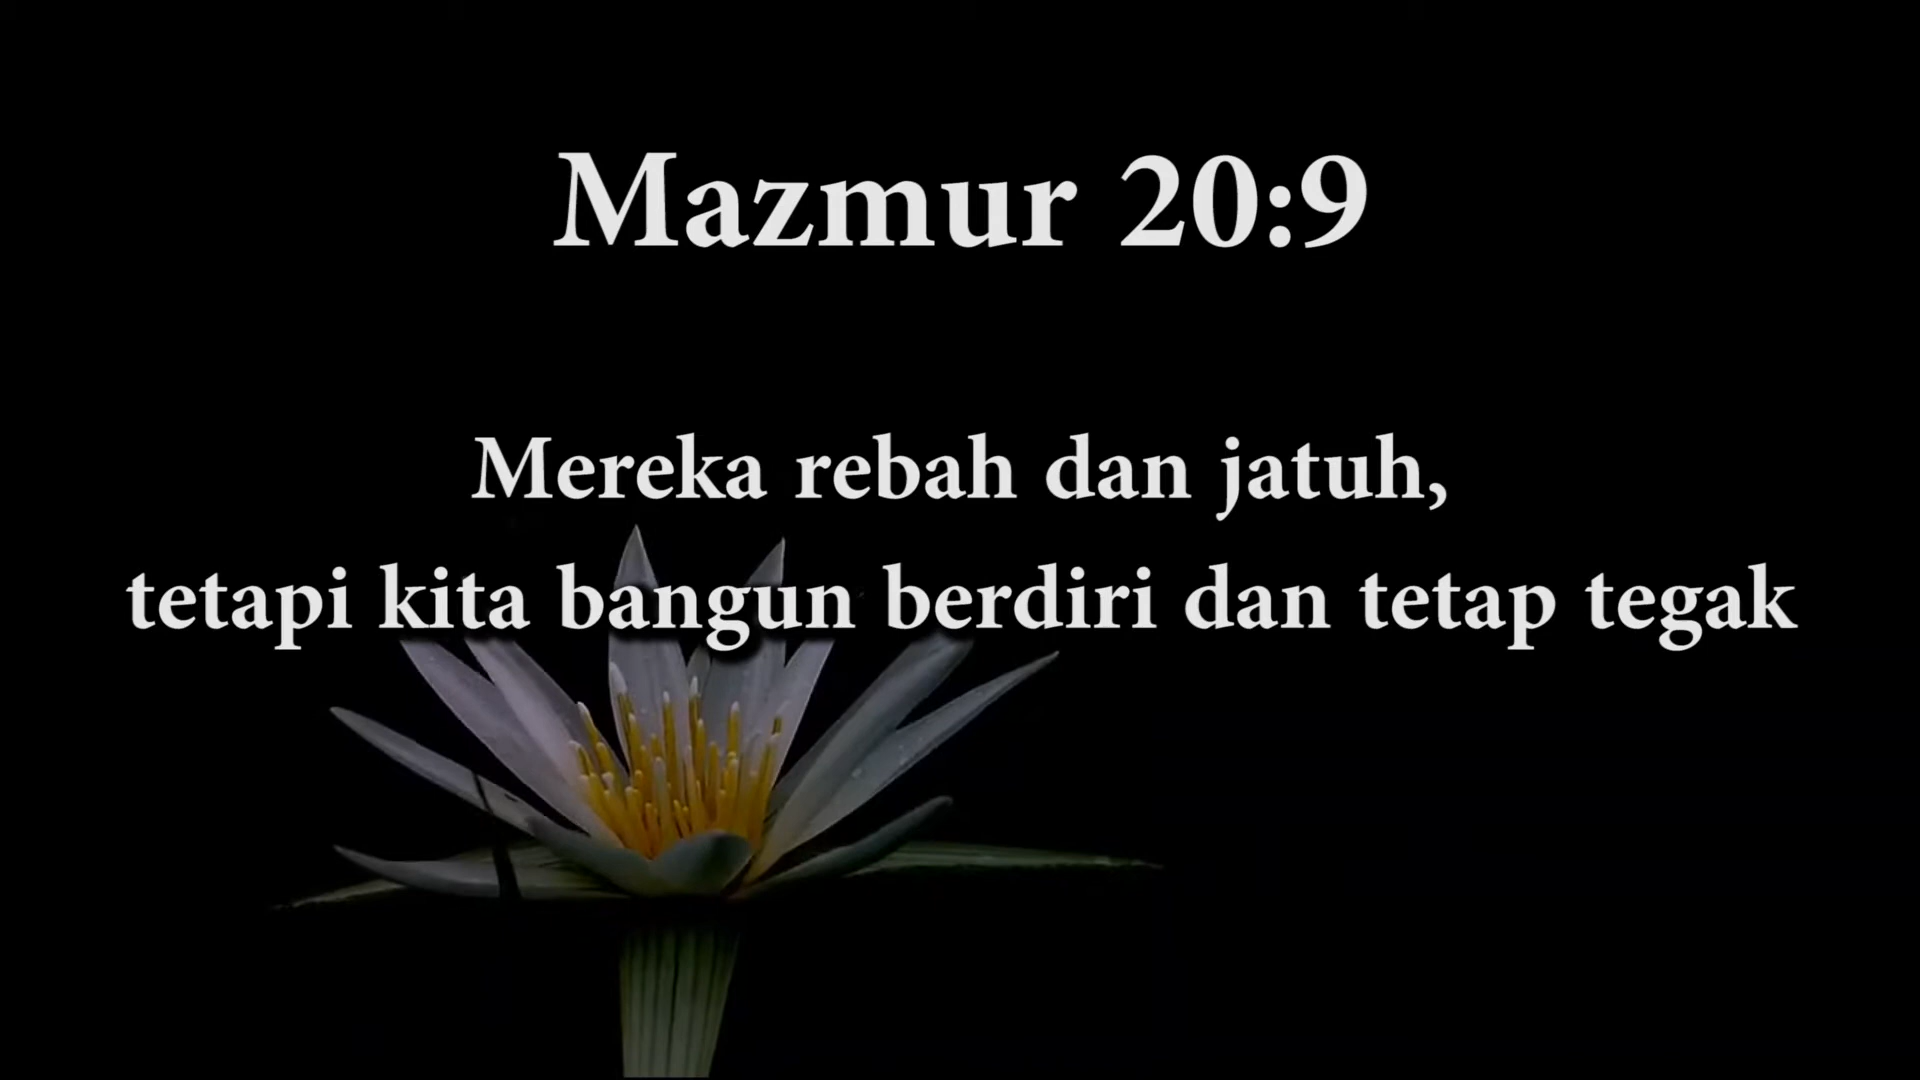 Mazmur 20:9
Mereka rebah dan jatuh,
tetapi kita bangun berdiri dan tetap tegak